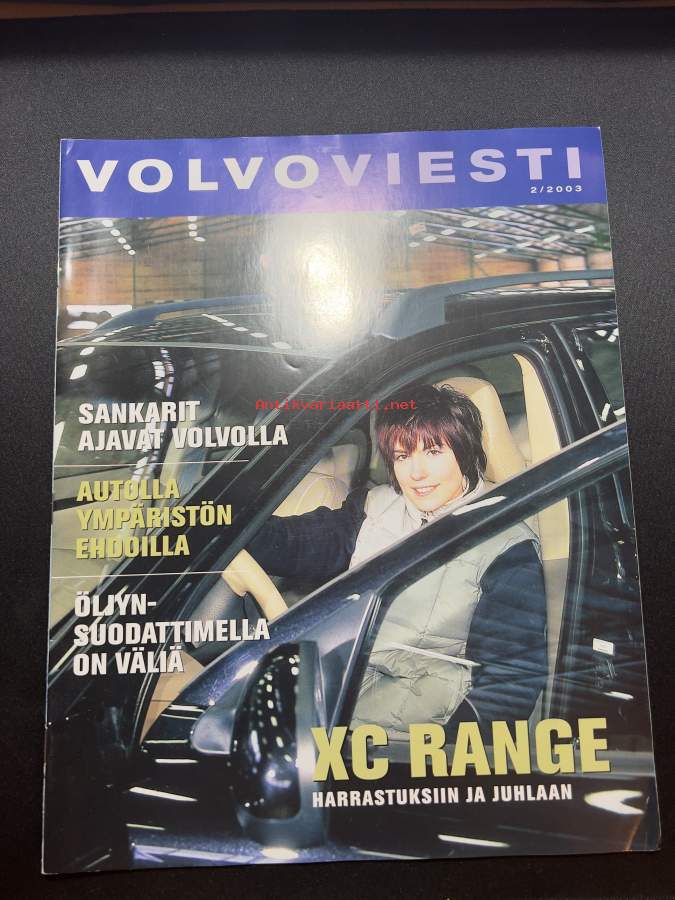 VOLVOVIESTI
2/2003
Antikvariaatti.net
SANKARIT
AJAVAT VOLVOLLA
AUTOLLA
YMPÄRISTÖN
EHDOILLA
ÖLJYN-
SUODATTIMELLA
ON VÄLIÄ
XC RANGE
HARRASTUKSIIN JA JUHLAAN